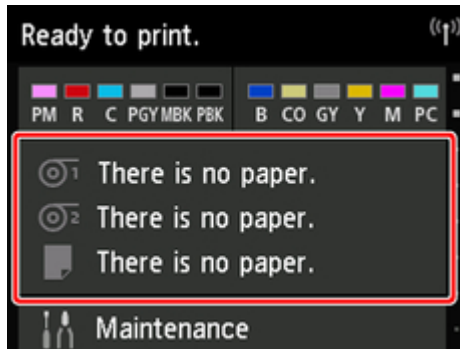 Ready to print.
PM R C PGY MBK PBK B CO GY Y M PC
1 There is no paper.
2 There is no paper.
There is no paper.
Maintenance